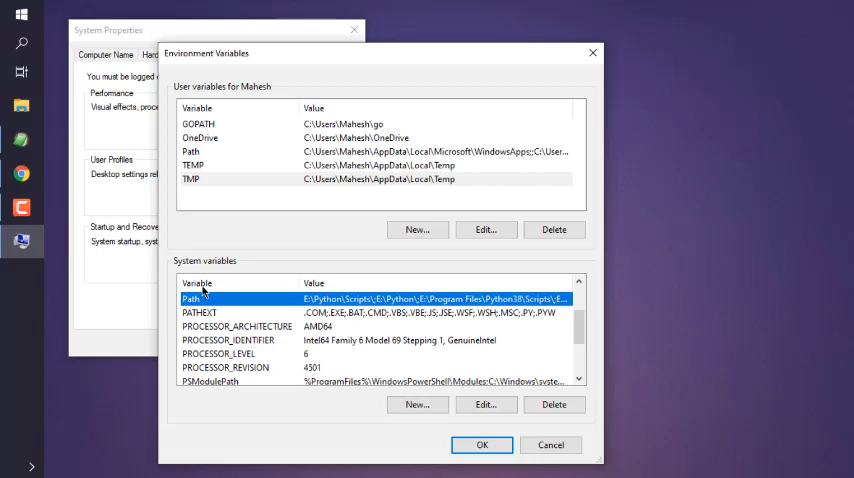 System Properties
Environment Variables
Computer Name Hard
User variables for Mahesh
You must be logged
Performance
Variable Value
Visual effects, proce
GOPATH C:\Users\Mahesh\go
OneDrive C:\Users\Mahesh\OneDrive
Path C:\Users\Mahesh\AppData\Local\Microsoft\WindowsApps;;C:\User...
User Profiles
TEMP C:\Users\Mahesh\AppData\Local\Temp
Desktop settings rel
TMP C:\Users\Mahesh\AppData\Local\Temp
Startup and Recove
New... Edit... Delete
System startup, syst
System variables
Variable Value
Path E:\Python\Scripts\;E:\Python\;E:\Program Files\Python38\Scripts\;E...
PATHEXT .COM;.EXE;.BAT;.CMD;.VBS;.VBE;.JS;.JSE;.WSF;.WSH;.MSC;.PY;.PYW
PROCESSOR_ARCHITECTURE AMD64
PROCESSOR_IDENTIFIER Intel64 Family 6 Model 69 Stepping 1, GenuineIntel
PROCESSOR_LEVEL 6
PROCESSOR_REVISION 4501
PSModulePath %ProgramFiles%\WindowsPowerShell\Modules;C:\Windows\syste...
New... Edit... Delete
OK Cancel